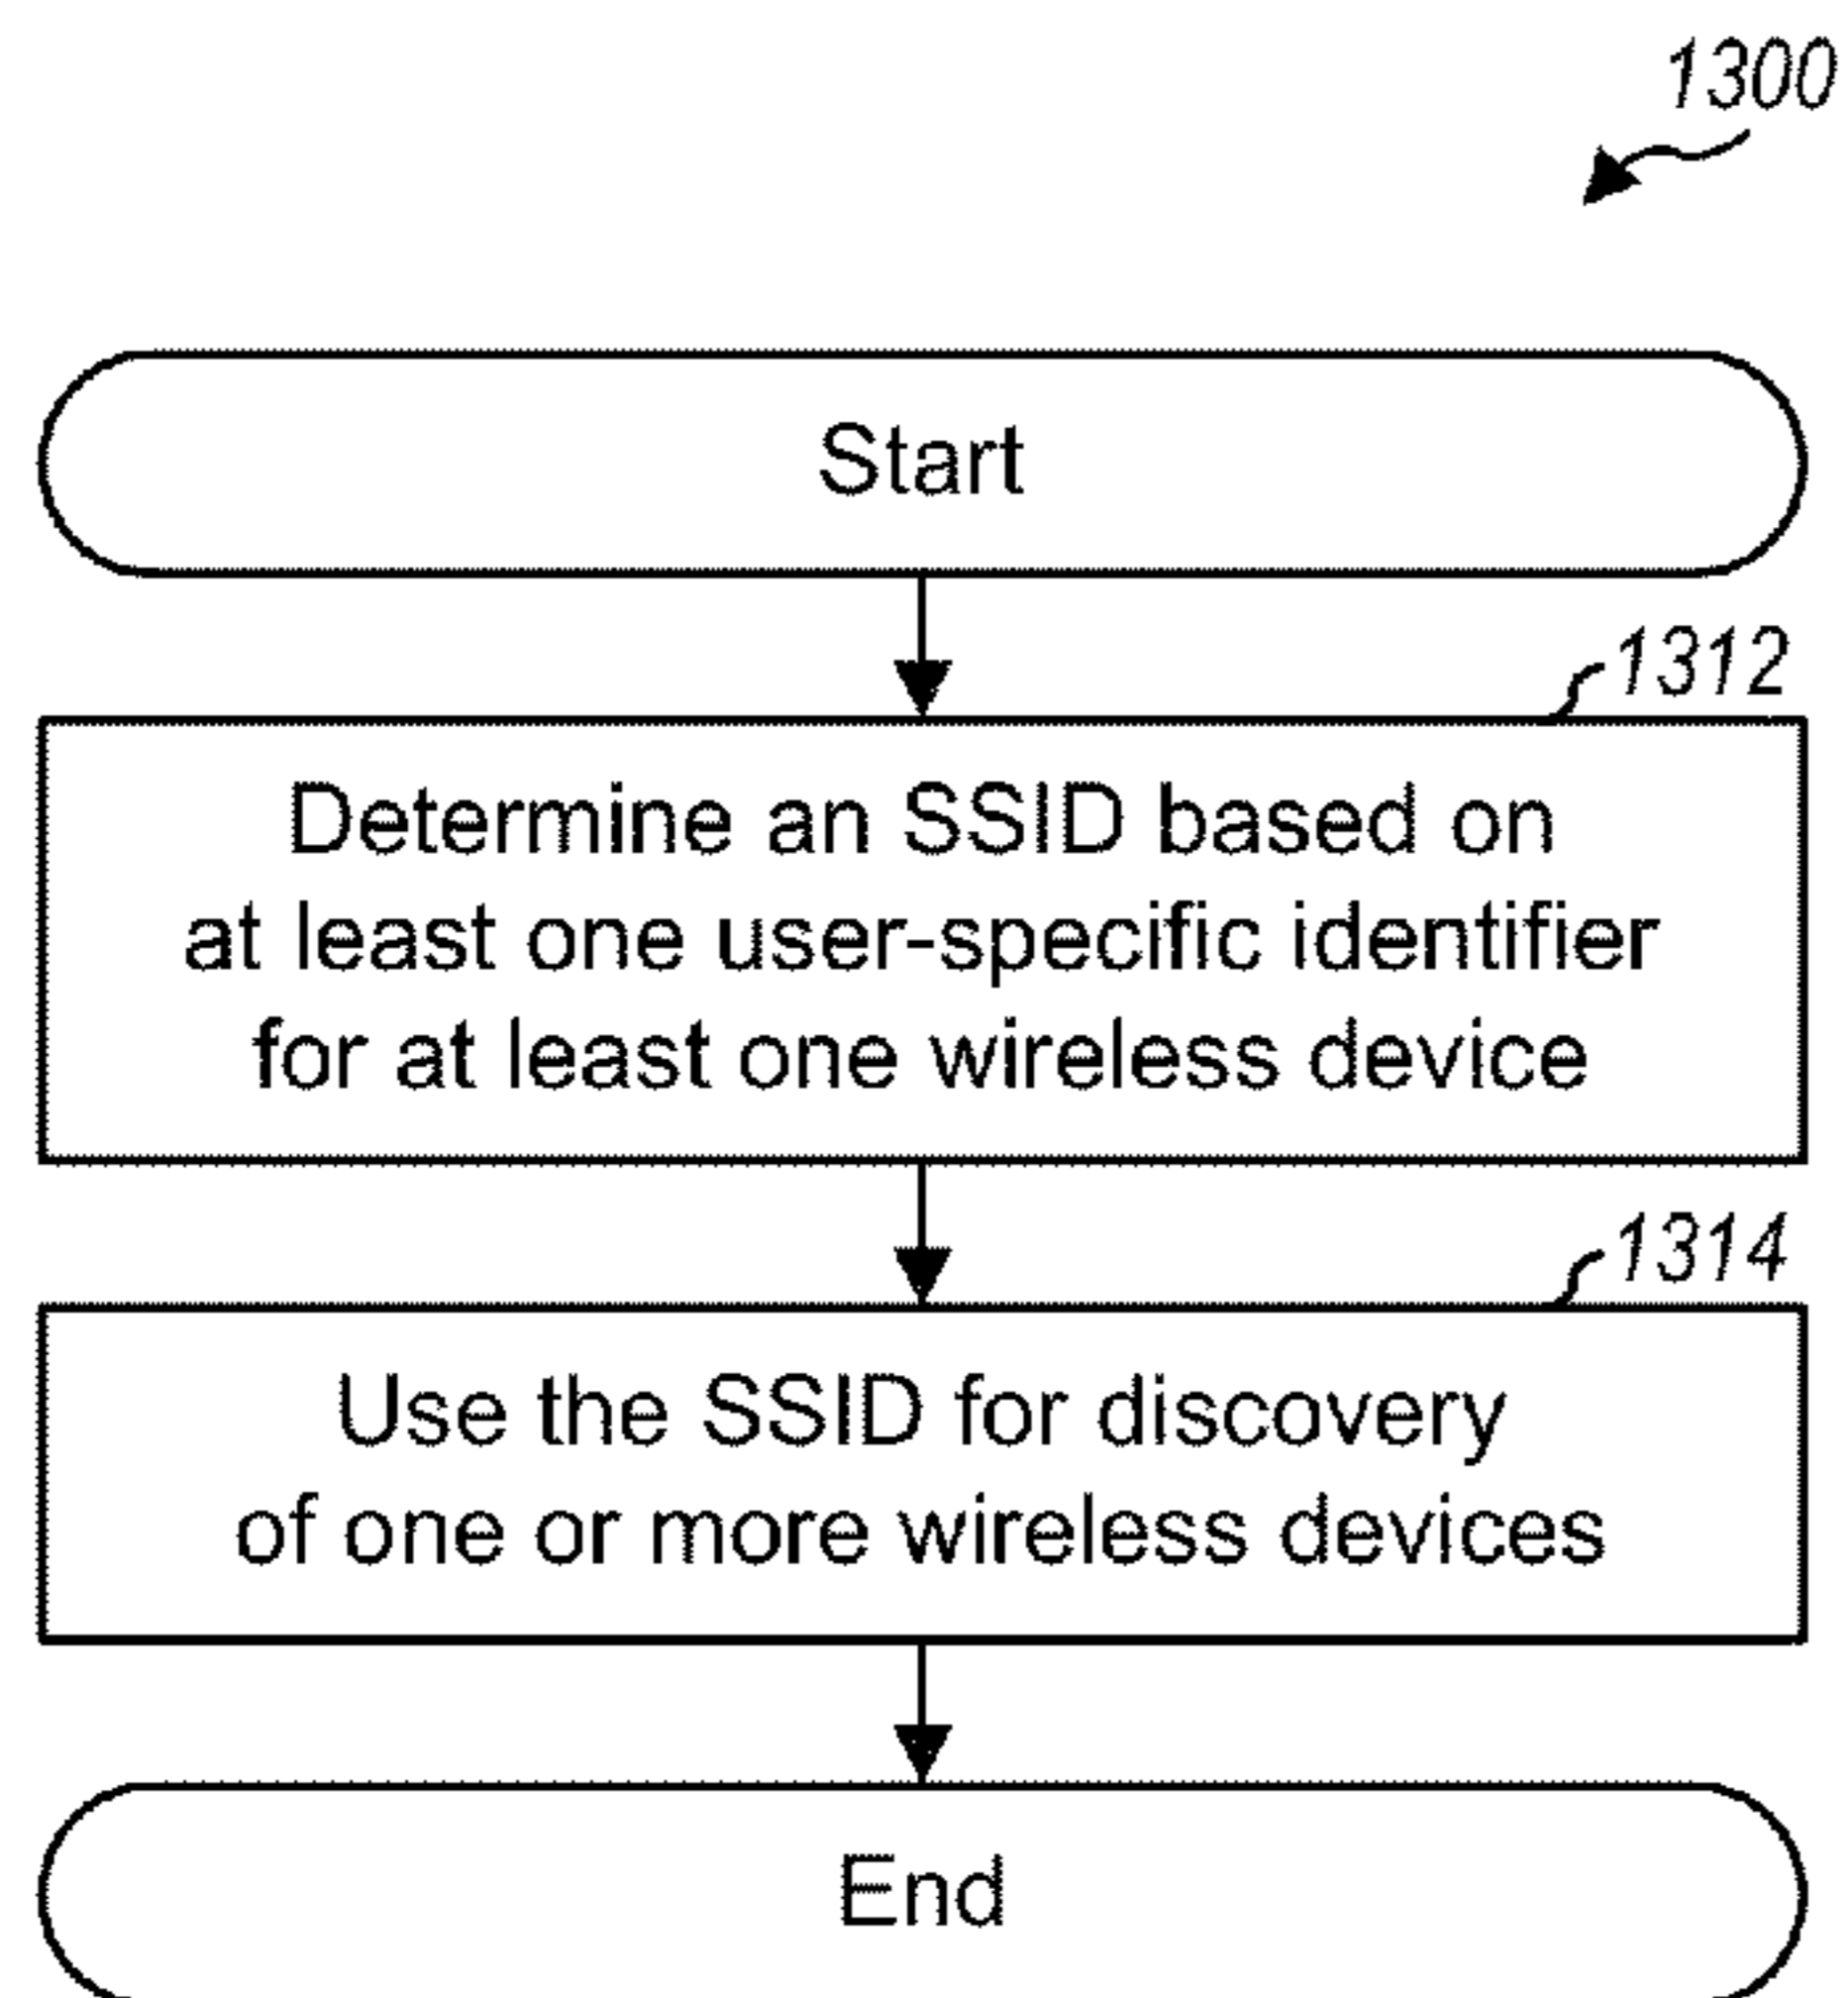 1300
Start
1312
Determine an SSID based on
at least one user-specific identifier
for at least one wireless device
1314
Use the SSID for discovery
of one or more wireless devices
End